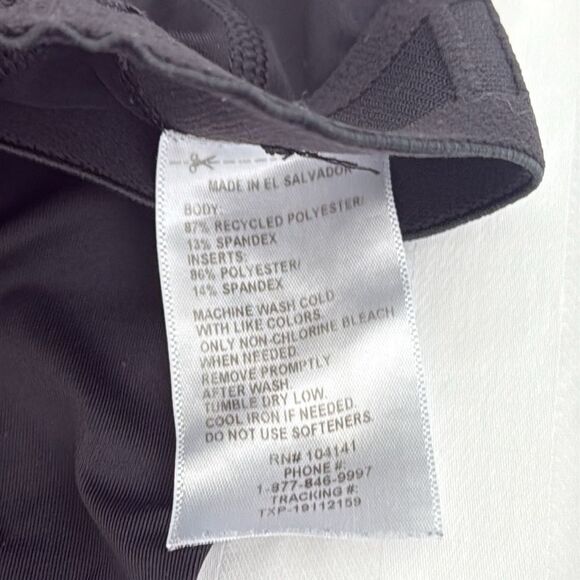 MADE IN EL SALVADOR
BODY:
87% RECYCLED POLYESTER/
13% SPANDEX
INSERTS:
86% POLYESTER/
14% SPANDEX
MACHINE WASH COLD
WITH LIKE COLORS.
ONLY NON-CHLORINE BLEACH
WHEN NEEDED.
REMOVE PROMPTLY
AFTER WASH.
TUMBLE DRY LOW.
COOL IRON IF NEEDED.
DO NOT USE SOFTENERS.
RN# 104141
PHONE #:
1-877-846-9997
TRACKING #:
TXP-19112159